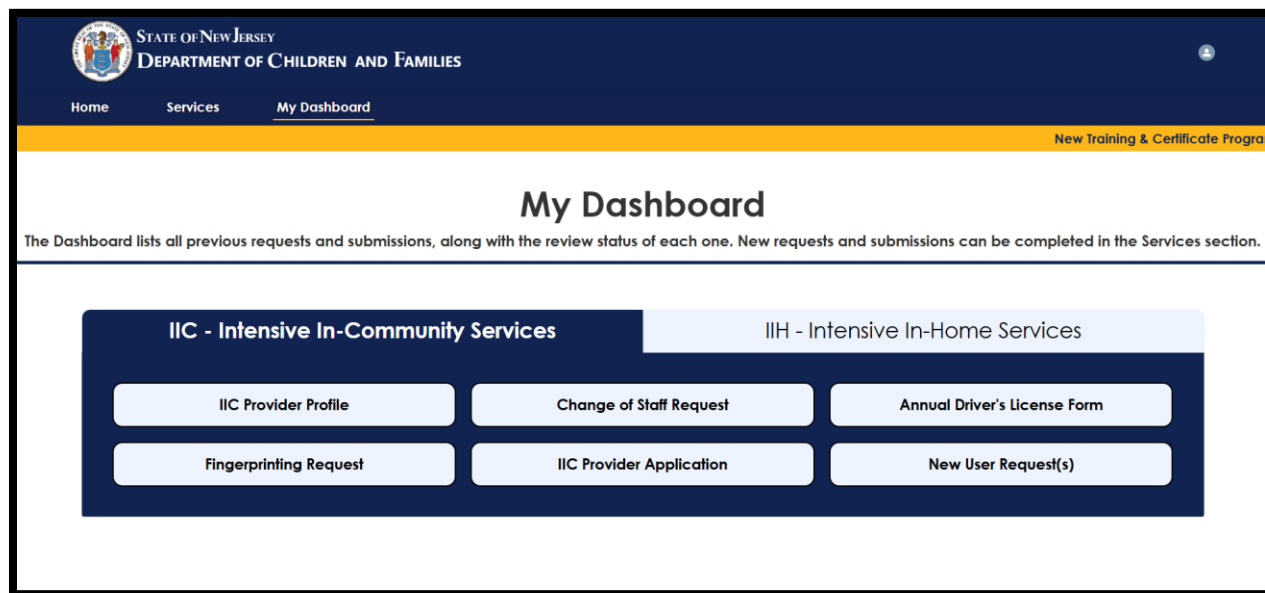 STATE OF NEW JERSEY
DEPARTMENT OF CHILDREN AND FAMILIES
Home Services My Dashboard
New Training & Certificate
My Dashboard
The Dashboard lists all previous requests and submissions, along with the review status of each one. New requests and submissions can be completed in the Services section.
IIC - Intensive In-Community Services IIH - Intensive In-Home Services
IIC Provider Profile Change of Staff Request Annual Driver's License Form
Fingerprinting Request IIC Provider Application New User Request(s)